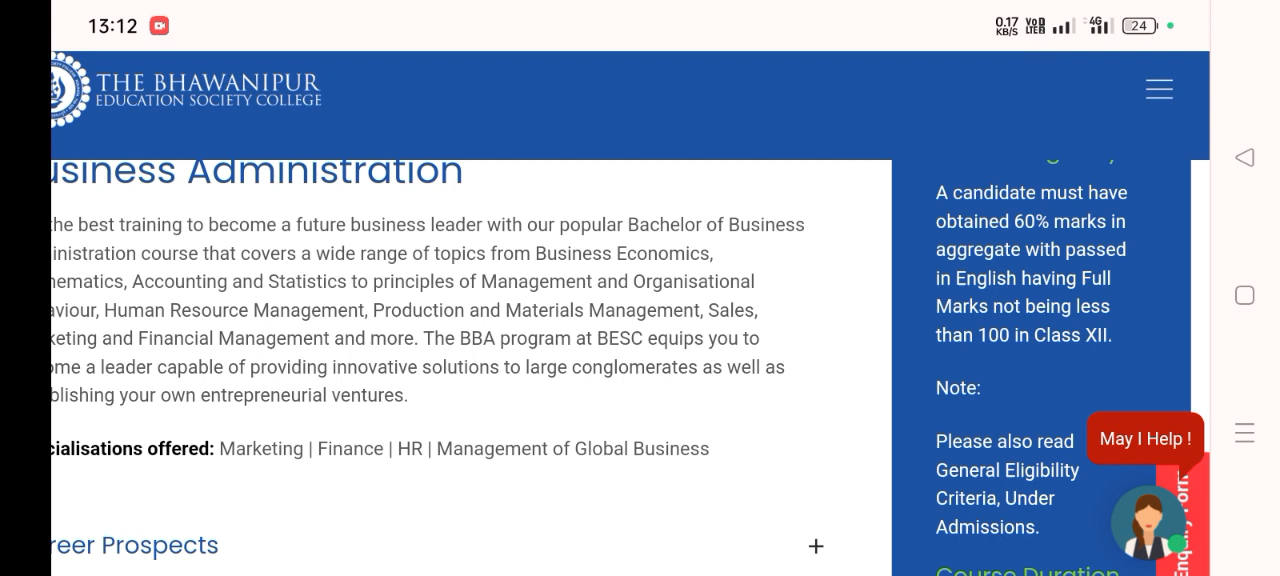 13:12
0.17 KB/S VoD LTE 4G 24
THE BHAWANIPUR
EDUCATION SOCIETY COLLEGE
usiness Administration
the best training to become a future business leader with our popular Bachelor of Business
inistration course that covers a wide range of topics from Business Economics,
hematics, Accounting and Statistics to principles of Management and Organisational
aviour, Human Resource Management, Production and Materials Management, Sales,
keting and Financial Management and more. The BBA program at BESC equips you to
ome a leader capable of providing innovative solutions to large conglomerates as well as
blishing your own entrepreneurial ventures.
cialisations offered: Marketing | Finance | HR | Management of Global Business
reer Prospects +
A candidate must have
obtained 60% marks in
aggregate with passed
in English having Full
Marks not being less
than 100 in Class XII.
Note:
Please also read
General Eligibility
Criteria, Under
Admissions.
Course Duration
May I Help !